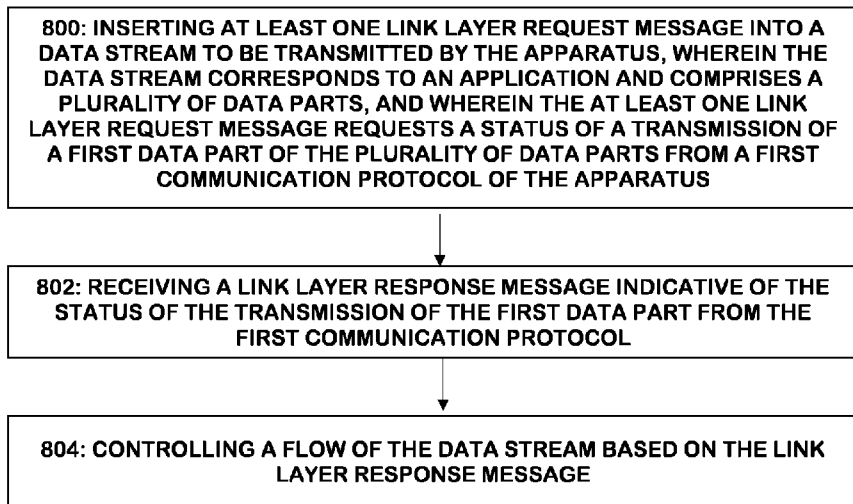 800: INSERTING AT LEAST ONE LINK LAYER REQUEST MESSAGE INTO A
DATA STREAM TO BE TRANSMITTED BY THE APPARATUS, WHEREIN THE
DATA STREAM CORRESPONDS TO AN APPLICATION AND COMPRISES A
PLURALITY OF DATA PARTS, AND WHEREIN THE AT LEAST ONE LINK
LAYER REQUEST MESSAGE REQUESTS A STATUS OF A TRANSMISSION OF
A FIRST DATA PART OF THE PLURALITY OF DATA PARTS FROM A FIRST
COMMUNICATION PROTOCOL OF THE APPARATUS
802: RECEIVING A LINK LAYER RESPONSE MESSAGE INDICATIVE OF THE
STATUS OF THE TRANSMISSION OF THE FIRST DATA PART FROM THE
FIRST COMMUNICATION PROTOCOL
804: CONTROLLING A FLOW OF THE DATA STREAM BASED ON THE LINK
LAYER RESPONSE MESSAGE